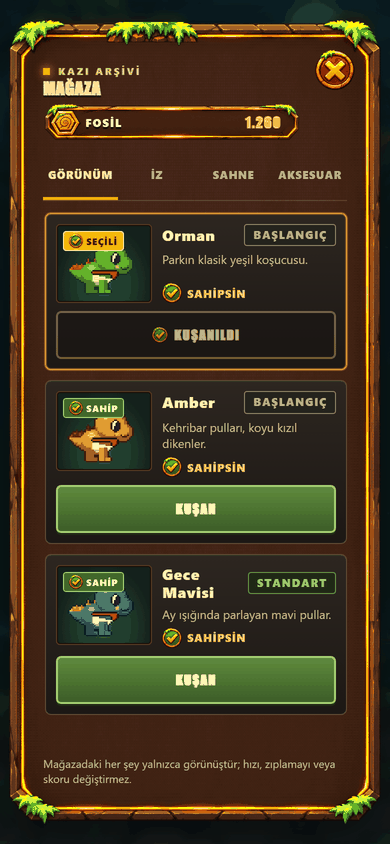 KAZI ARŞİVİ
MAĞAZA
FOSİL 1.260
GÖRÜNÜM İZ SAHNE AKSESUAR
SEÇİLİ
Orman BAŞLANGIÇ
Parkın klasik yeşil koşucusu.
SAHİPSİN
KUŞANILDI
SAHİP
Amber BAŞLANGIÇ
Kehribar pulları, koyu kızıl
dikenler.
SAHİPSİN
KUŞAN
SAHİP
Gece
Mavisi STANDART
Ay ışığında parlayan mavi pullar.
SAHİPSİN
KUŞAN
Mağazadaki her şey yalnızca görünüştür; hızı, zıplamayı veya
skoru değiştirmez.